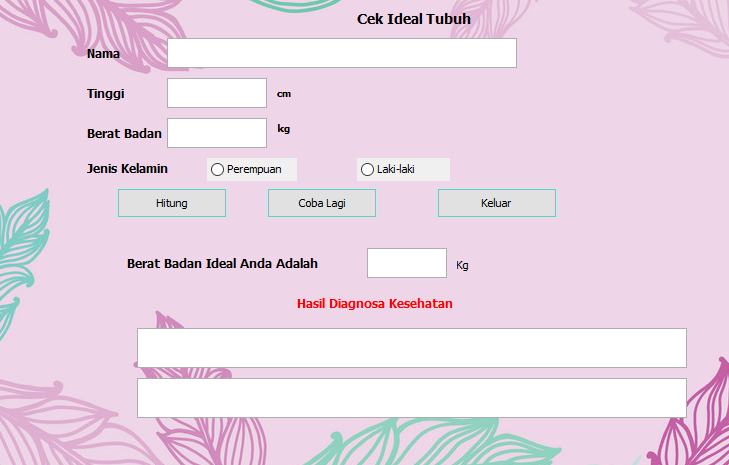 Cek Ideal Tubuh
Nama
Tinggi cm
Berat Badan kg
Jenis Kelamin Perempuan Laki-laki
Hitung Coba Lagi Keluar
Berat Badan Ideal Anda Adalah Kg
Hasil Diagnosa Kesehatan